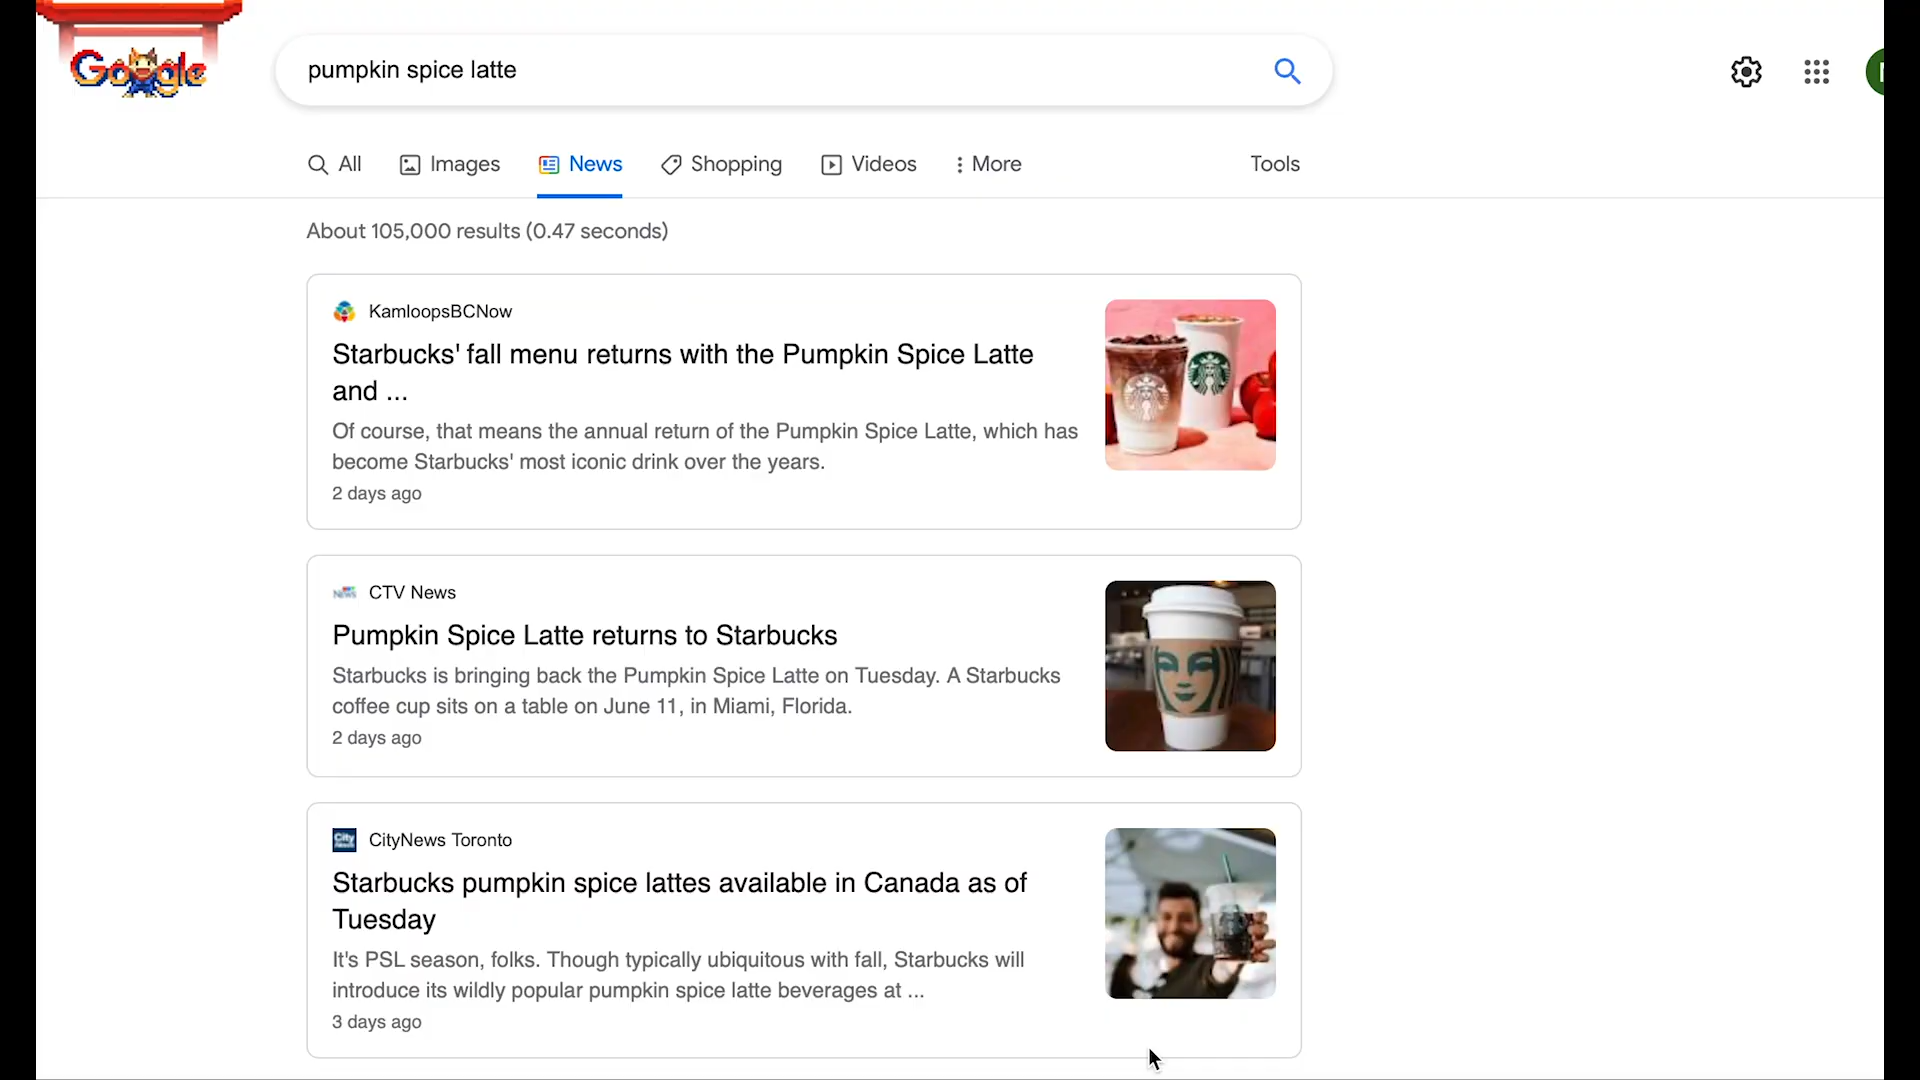 Google
pumpkin spice latte
All Images News Shopping Videos More Tools
About 105,000 results (0.47 seconds)
KamloopsBCNow
Starbucks' fall menu returns with the Pumpkin Spice Latte
and ...
Of course, that means the annual return of the Pumpkin Spice Latte, which has
become Starbucks' most iconic drink over the years.
2 days ago
NEWS CTV News
Pumpkin Spice Latte returns to Starbucks
Starbucks is bringing back the Pumpkin Spice Latte on Tuesday. A Starbucks
coffee cup sits on a table on June 11, in Miami, Florida.
2 days ago
City News CityNews Toronto
Starbucks pumpkin spice lattes available in Canada as of
Tuesday
It's PSL season, folks. Though typically ubiquitous with fall, Starbucks will
introduce its wildly popular pumpkin spice latte beverages at ...
3 days ago